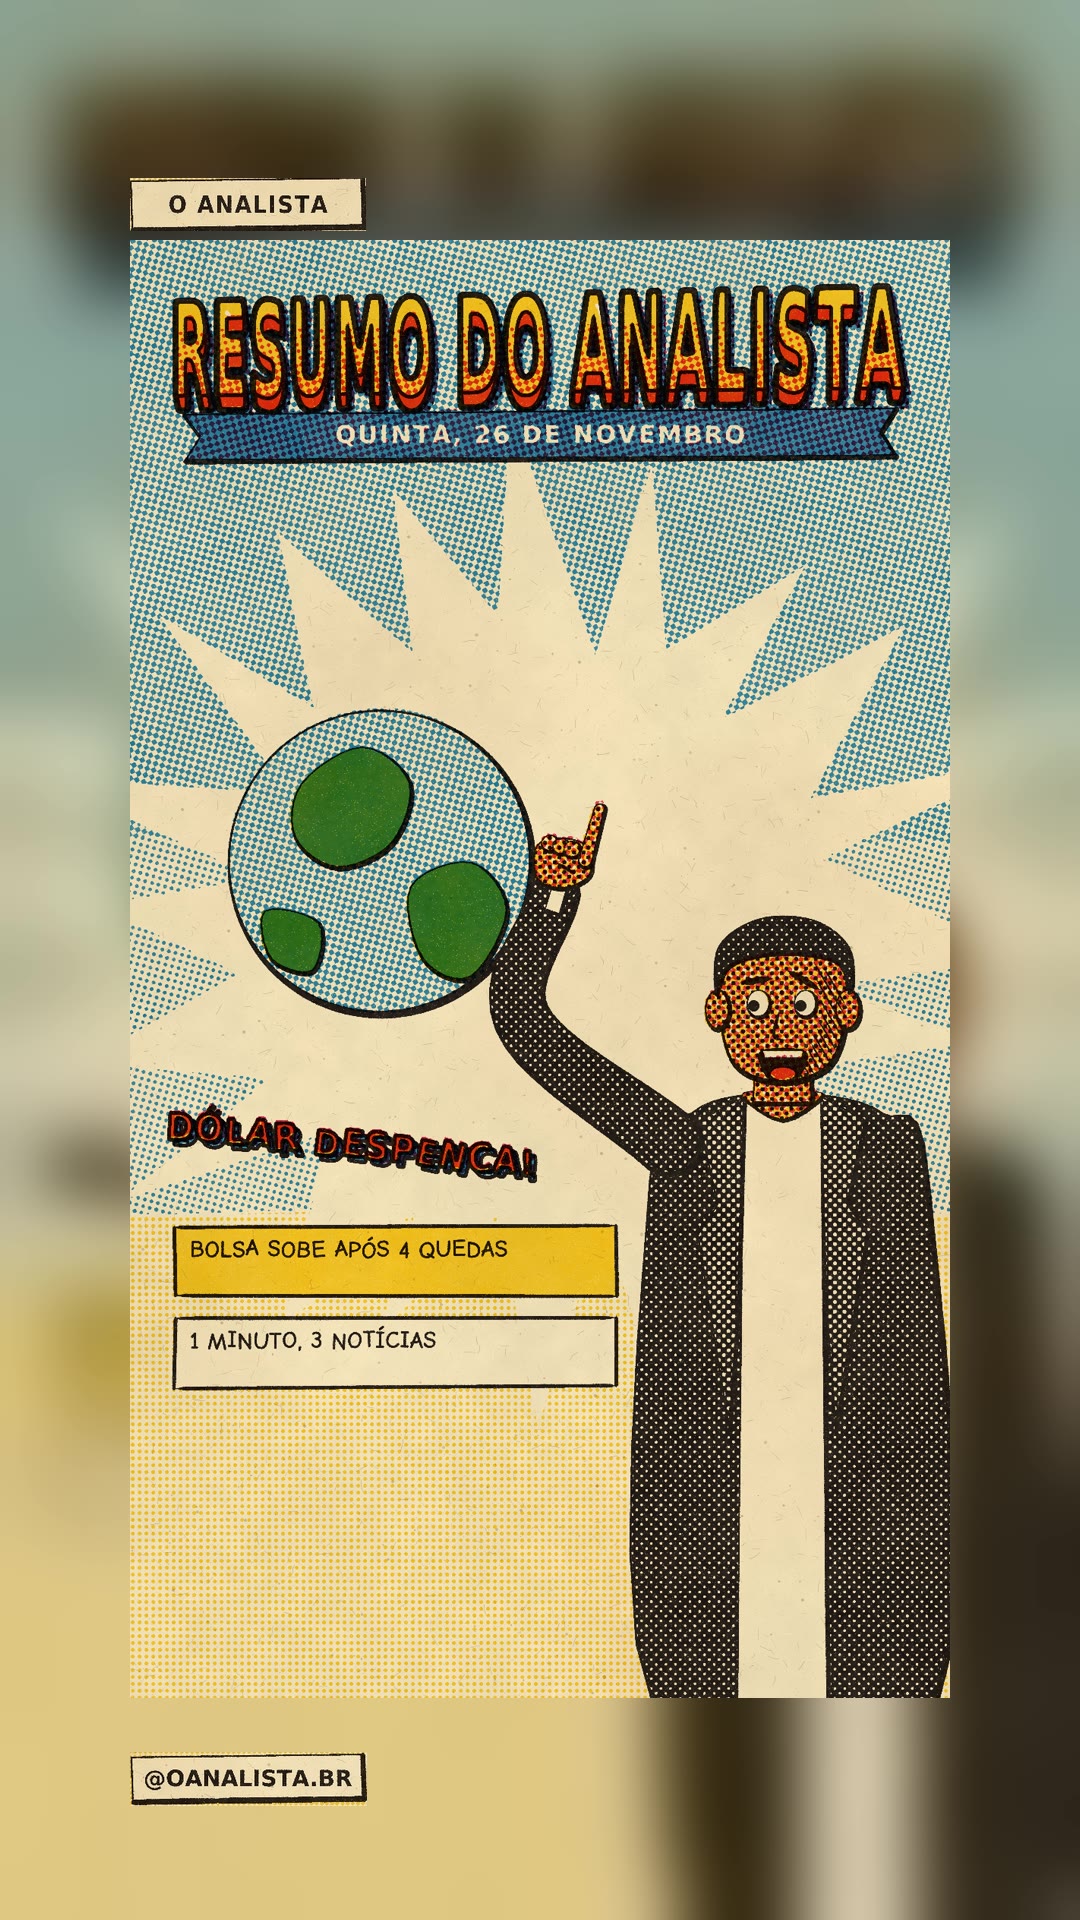 O ANALISTA
RESUMO DO ANALISTA
QUINTA, 26 DE NOVEMBRO
DÓLAR DESPENCA!
BOLSA SOBE APÓS 4 QUEDAS
1 MINUTO, 3 NOTÍCIAS
@OANALISTA.BR